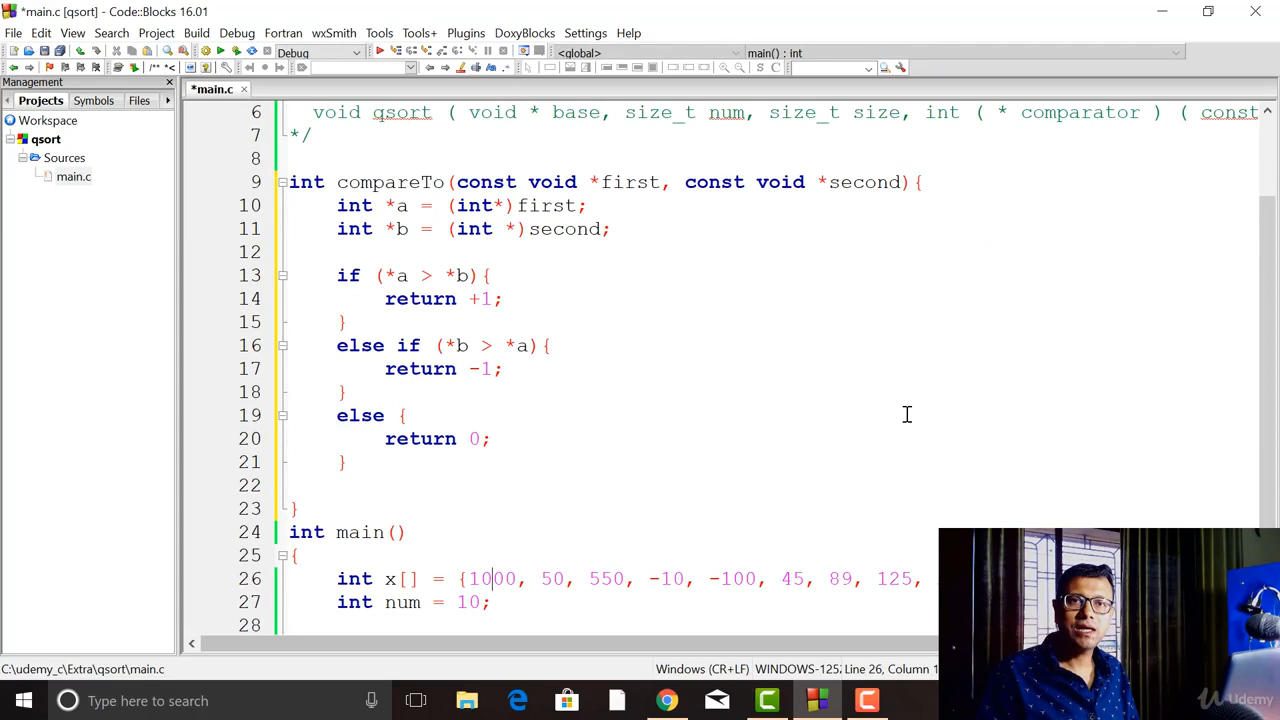 *main.c [qsort] - Code::Blocks 16.01
File Edit View Search Project Build Debug Fortran wxSmith Tools Tools+ Plugins DoxyBlocks Settings Help
Debug <global> main() : int
/** *<
Management
Projects Symbols Files
*main.c
Workspace
qsort
Sources
main.c
6 void qsort ( void * base, size_t num, size_t size, int ( * comparator ) ( const
7 */
8
9 int compareTo(const void *first, const void *second){
10 int *a = (int*)first;
11 int *b = (int *)second;
12
13 if (*a > *b){
14 return +1;
15 }
16 else if (*b > *a){
17 return -1;
18 }
19 else {
20 return 0;
21 }
22
23 }
24 int main()
25 {
26 int x[] = {1000, 50, 550, -10, -100, 45, 89, 125,
27 int num = 10;
28
C:\udemy_c\Extra\qsort\main.c Windows (CR+LF) WINDOWS-125 Line 26, Column 1
Type here to search
Udemy